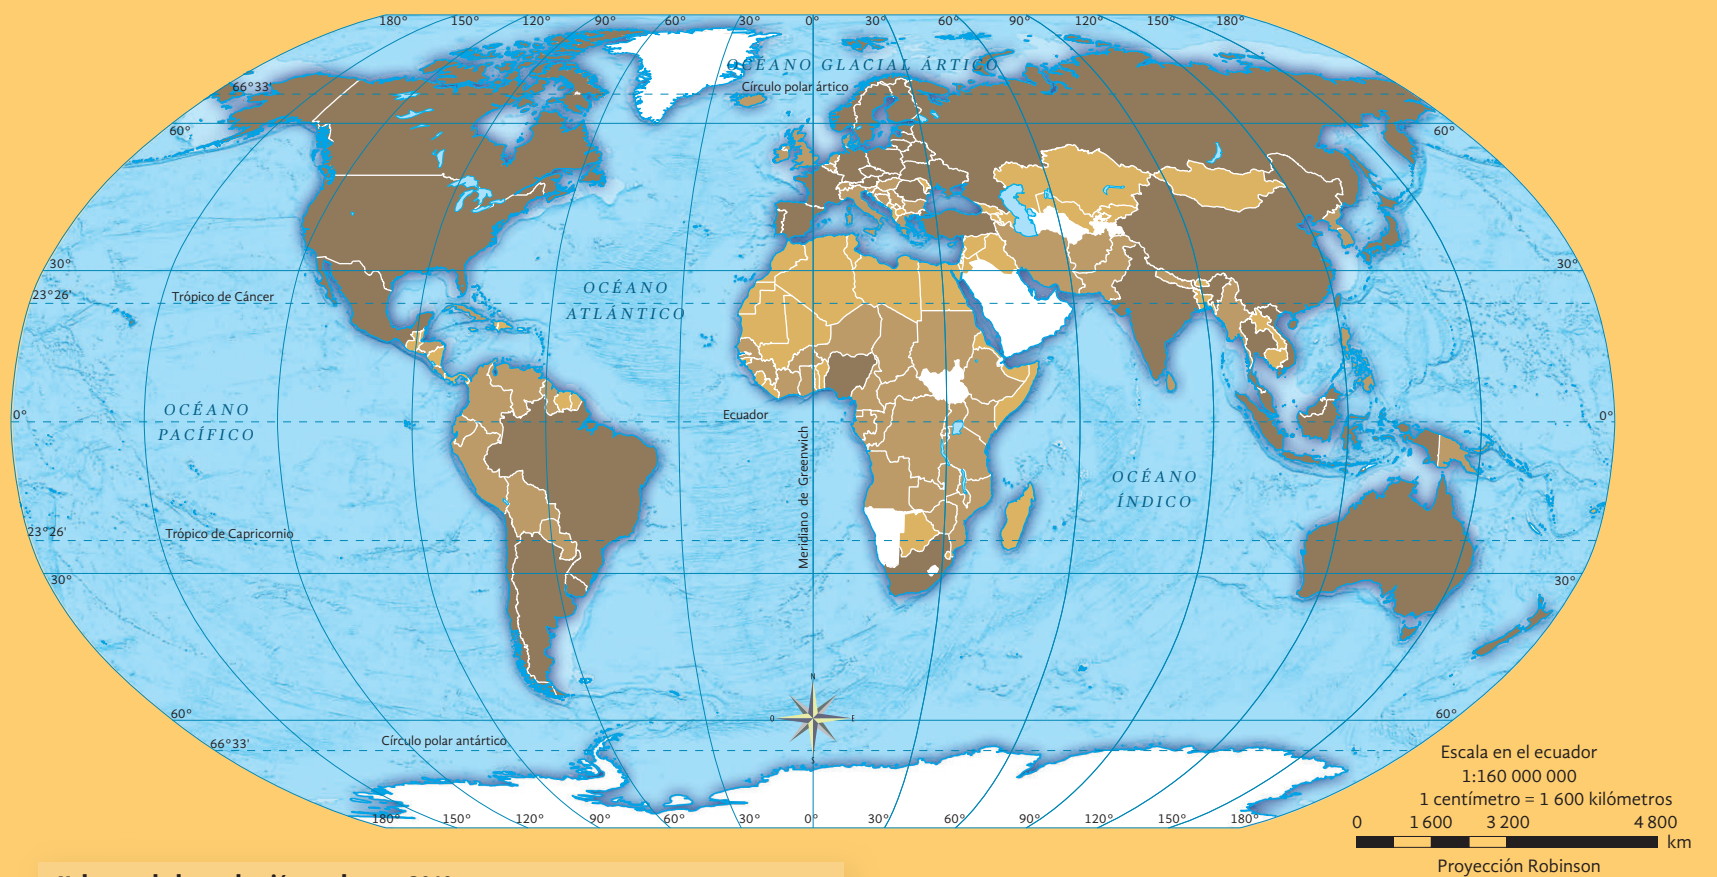 180° 150° 120° 90° 60° 30° 0° 30° 60° 90° 120° 150° 180°
OCÉANO GLACIAL ÁRTICO
66°33' Círculo polar ártico
60° 60°
30° 30°
OCÉANO
ATLÁNTICO
23°26' Trópico de Cáncer
OCÉANO
PACÍFICO
0° Ecuador 0°
Meridiano de Greenwich
OCÉANO
ÍNDICO
23°26' Trópico de Capricornio
30° 30°
N
O E
S
60° 60°
66°33' Círculo polar antártico
180° 150° 120° 90° 60° 30° 0° 30° 60° 90° 120° 150° 180°
Escala en el ecuador
1:160 000 000
1 centímetro = 1 600 kilómetros
0 1 600 3 200 4 800
km
Proyección Robinson